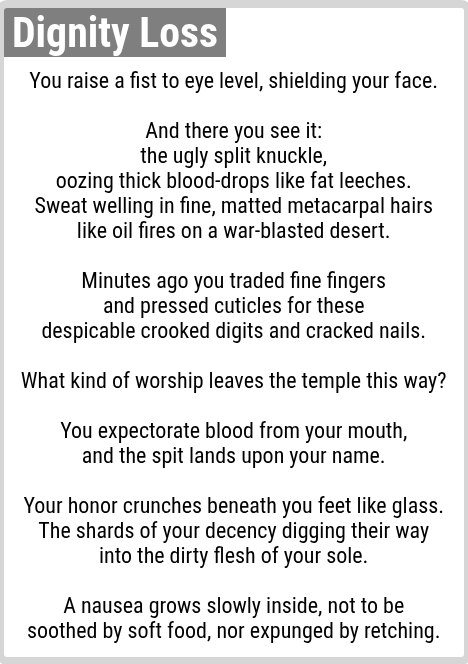 Dignity Loss
You raise a fist to eye level, shielding your face.
And there you see it:
the ugly split knuckle,
oozing thick blood-drops like fat leeches.
Sweat welling in fine, matted metacarpal hairs
like oil fires on a war-blasted desert.
Minutes ago you traded fine fingers
and pressed cuticles for these
despicable crooked digits and cracked nails.
What kind of worship leaves the temple this way?
You expectorate blood from your mouth,
and the spit lands upon your name.
Your honor crunches beneath you feet like glass.
The shards of your decency digging their way
into the dirty flesh of your sole.
A nausea grows slowly inside, not to be
soothed by soft food, nor expunged by retching.